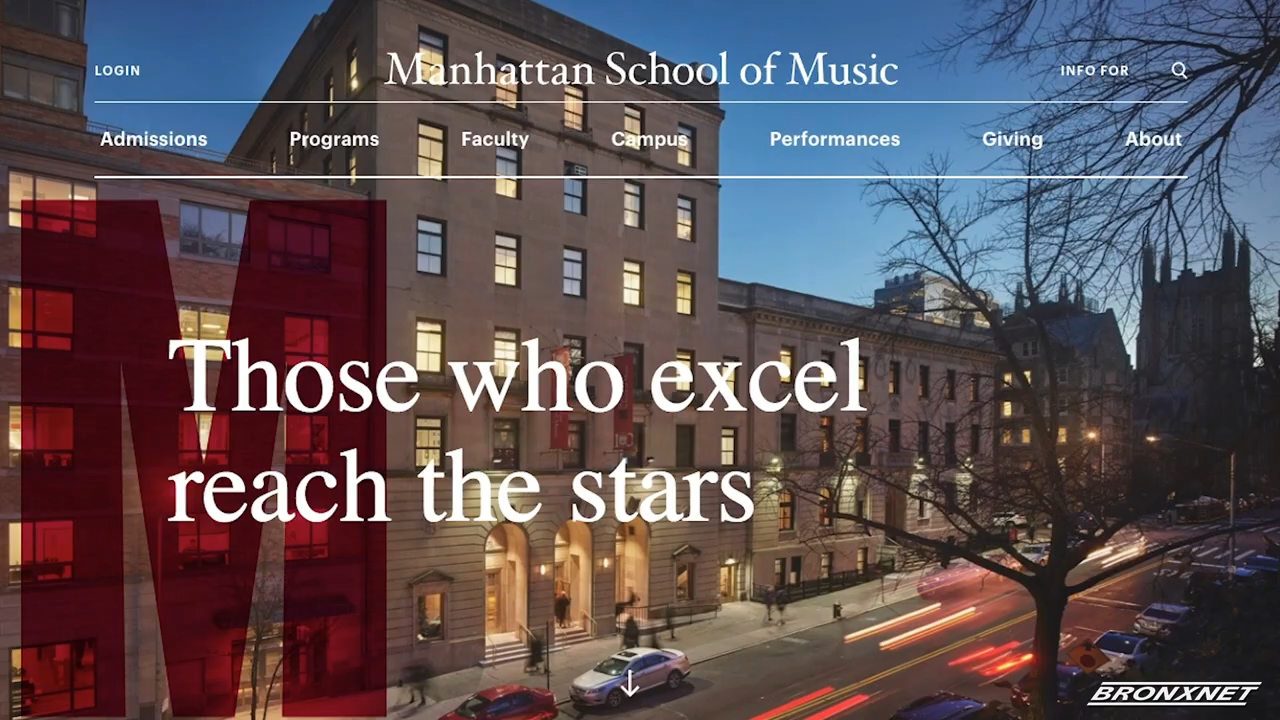 LOGIN
Manhattan School of Music
INFO FOR
Admissions Programs Faculty Campus Performances Giving About
M
Those who excel
reach the stars
BRONXNET